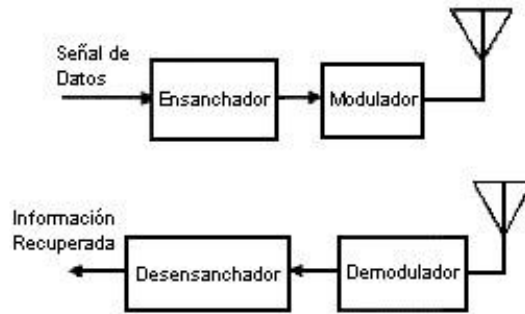 Señal de
Datos
Ensanchador
Modulador
Información
Recuperada
Desensanchador
Demodulador